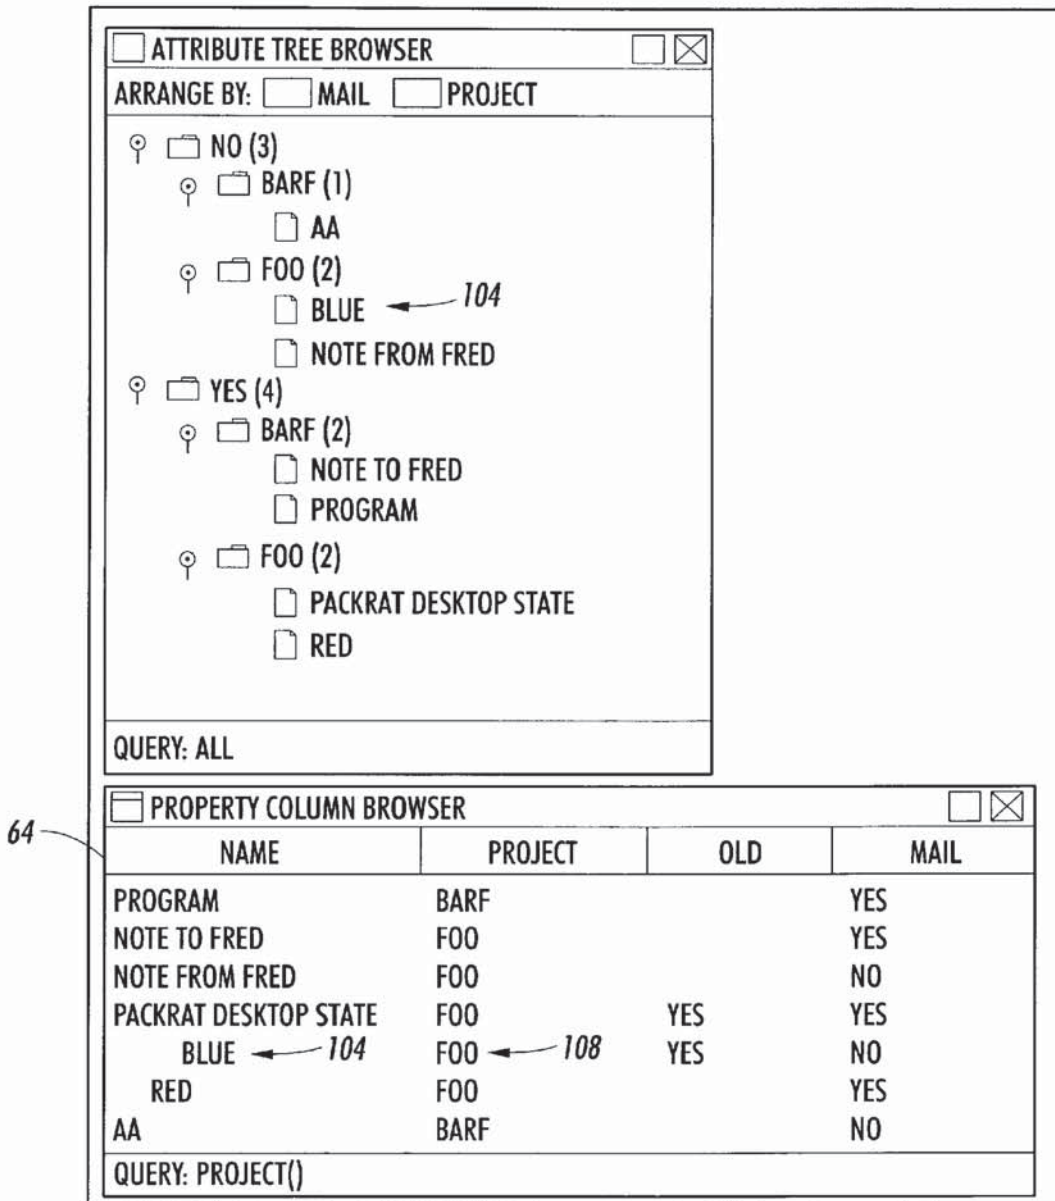 ATTRIBUTE TREE BROWSER
ARRANGE BY: MAIL PROJECT
NO (3)
BARF (1)
AA
FOO (2)
BLUE 104
NOTE FROM FRED
YES (4)
BARF (2)
NOTE TO FRED
PROGRAM
FOO (2)
PACKRAT DESKTOP STATE
RED
QUERY: ALL
PROPERTY COLUMN BROWSER
64
NAME PROJECT OLD MAIL
PROGRAM BARF YES
NOTE TO FRED FOO YES
NOTE FROM FRED FOO NO
PACKRAT DESKTOP STATE FOO YES YES
BLUE 104 FOO 108 YES NO
RED FOO YES
AA BARF NO
QUERY: PROJECT()